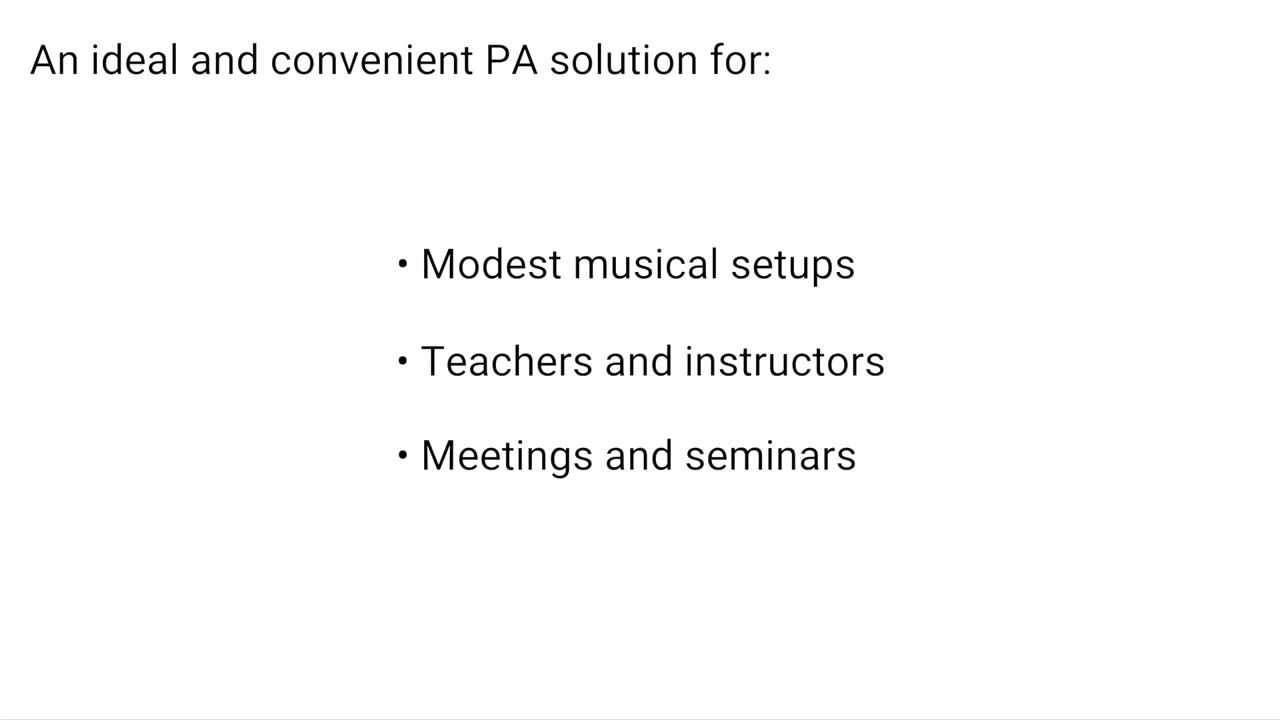 An ideal and convenient PA solution for:
• Modest musical setups
• Teachers and instructors
• Meetings and seminars